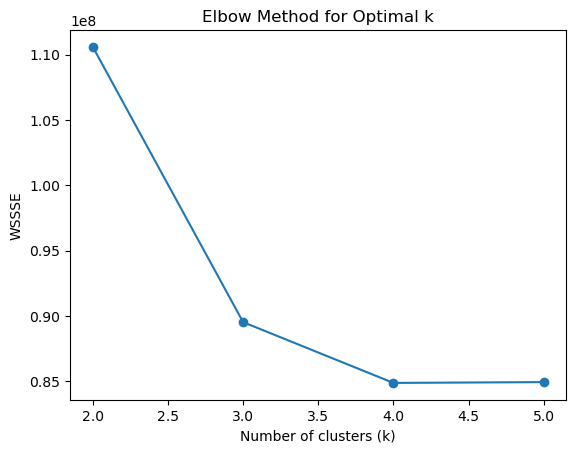 Elbow Method for Optimal k
1e8
1.10
1.05
1.00
0.95
0.90
0.85
WSSSE
2.0 2.5 3.0 3.5 4.0 4.5 5.0
Number of clusters (k)